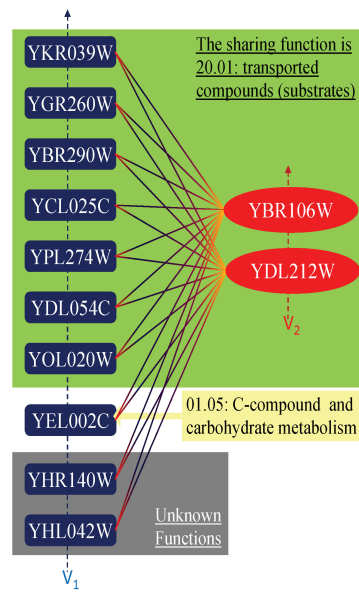 YKR039W
The sharing function is
20.01: transported
compounds (substrates)
YGR260W
YBR290W
YCL025C
YBR106W
YPL274W
YDL212W
YDL054C
V2
YOL020W
YEL002C
01.05: C-compound and
carbohydrate metabolism
YHR140W
Unknown
Functions
YHL042W
V1